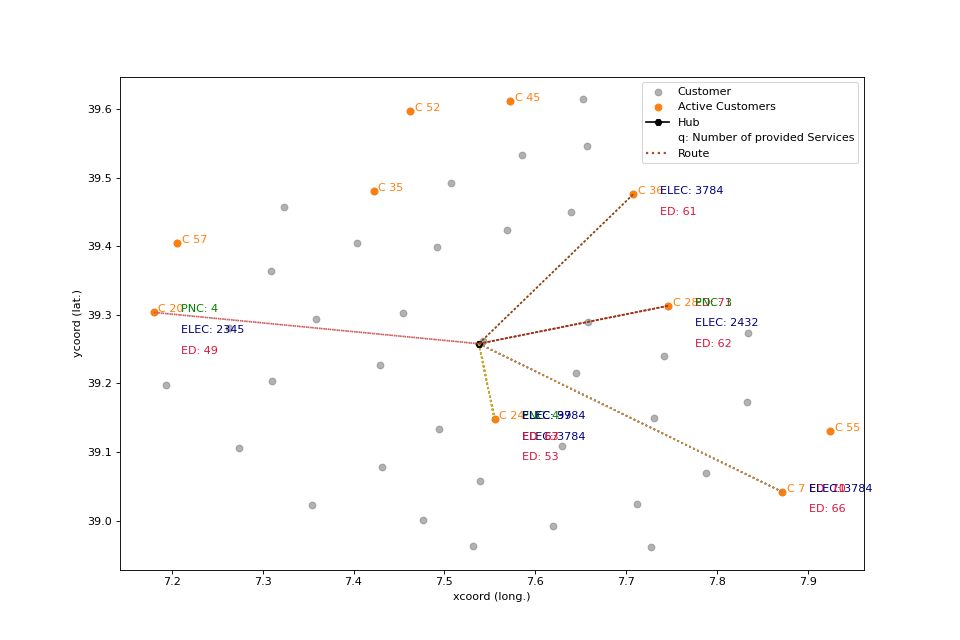 Customer
Active Customers
Hub
q: Number of provided Services
Route
39.6
39.5
39.4
39.3
39.2
39.1
39.0
ycoord (lat.)
C 52
C 45
C 35
C 36
ELEC: 3784
ED: 61
C 57
C 20
PNC: 4
ELEC: 2345
ED: 49
C 28
ELEC: 2432
ED: 62
C 24
ED: 53
C 55
C 7
ED: 66
7.2
7.3
7.4
7.5
7.6
7.7
7.8
7.9
xcoord (long.)